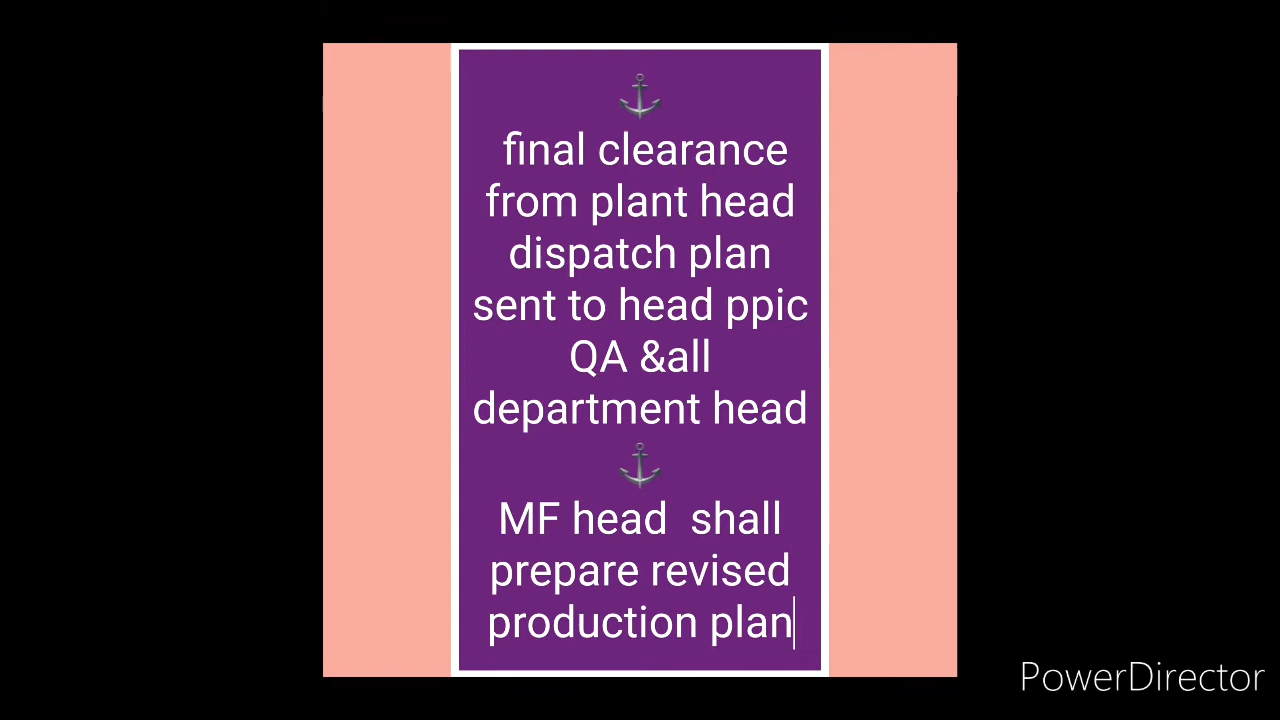 ⚓
final clearance
from plant head
dispatch plan
sent to head ppic
QA &all
department head
⚓
MF head  shall
prepare revised
production plan
PowerDirector